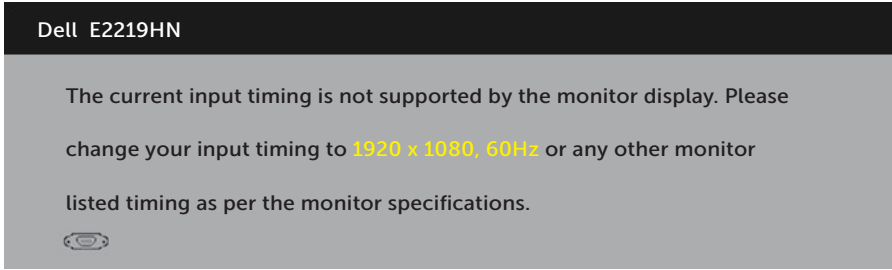 Dell E2219HN
The current input timing is not supported by the monitor display. Please
change your input timing to 1920 x 1080, 60Hz or any other monitor
listed timing as per the monitor specifications.